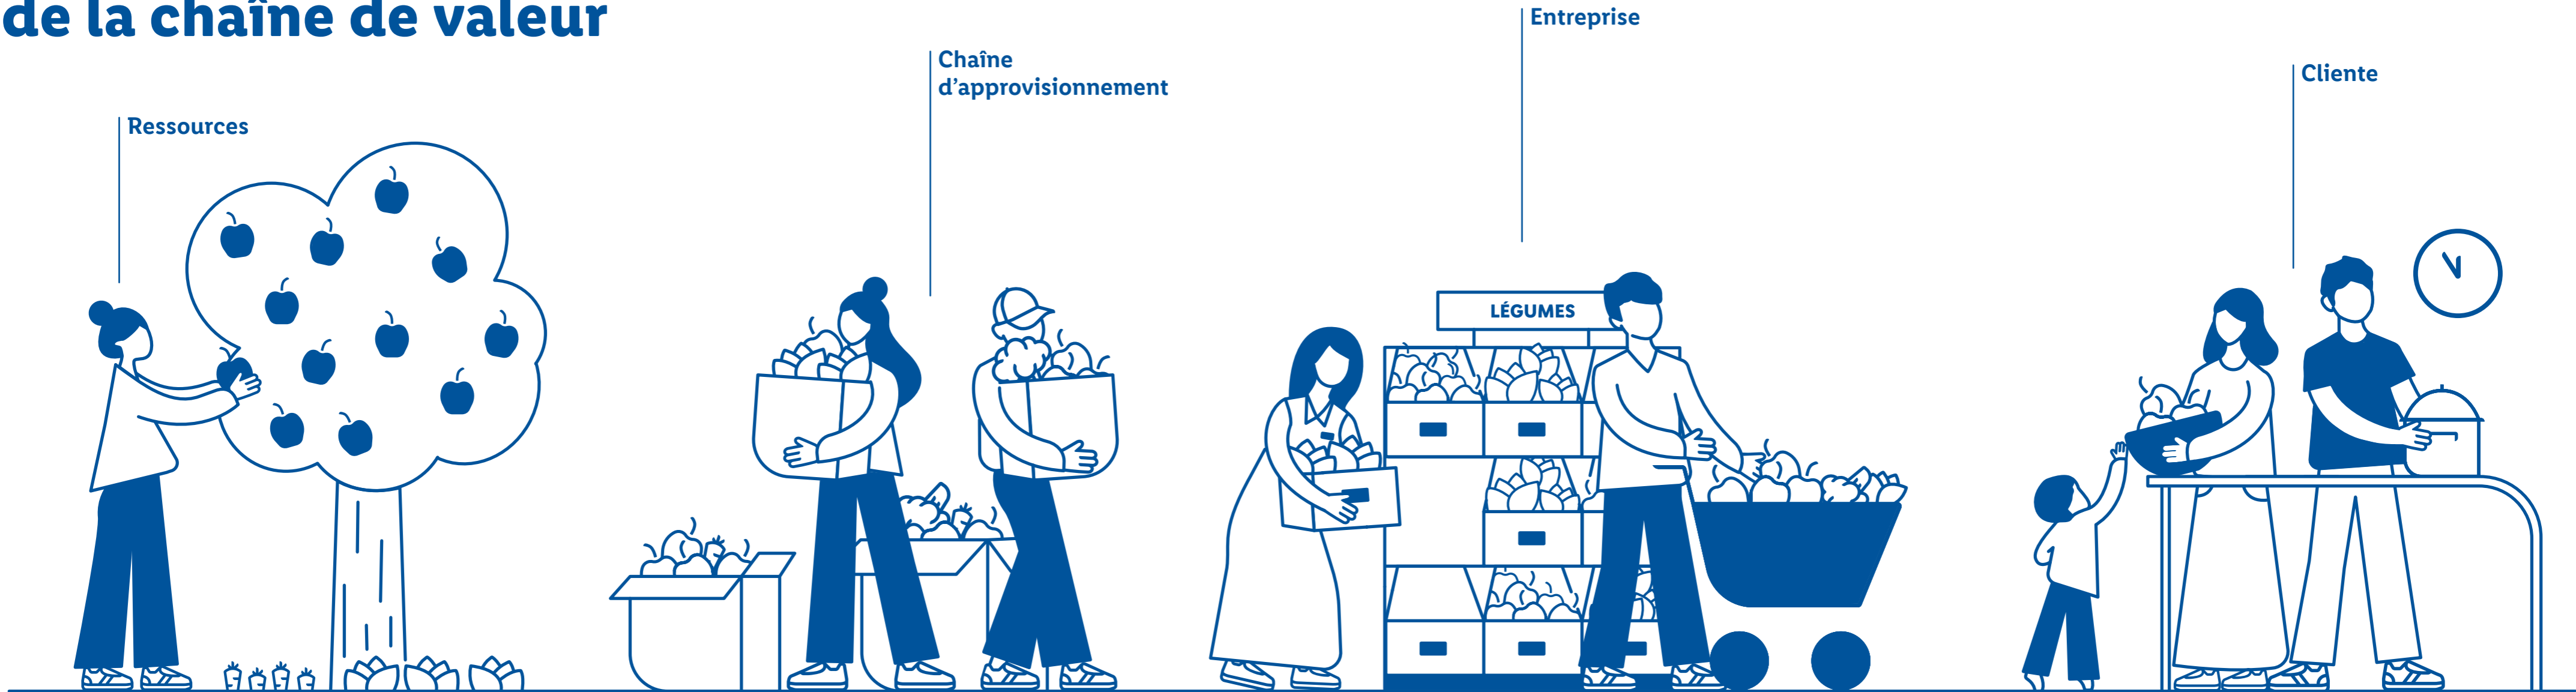 de la chaîne de valeur
Entreprise
Chaîne
d’approvisionnement
Cliente
Ressources
LÉGUMES